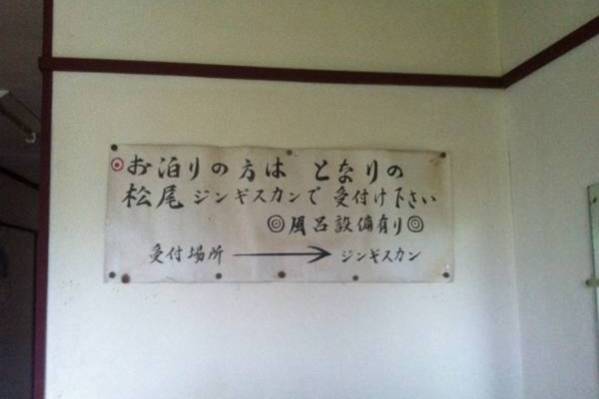 ◎お泊りの方は となりの
松尾 ジンギスカンで 受付け下さい
◎風呂設備有り◎
受付場所 → ジンギスカン